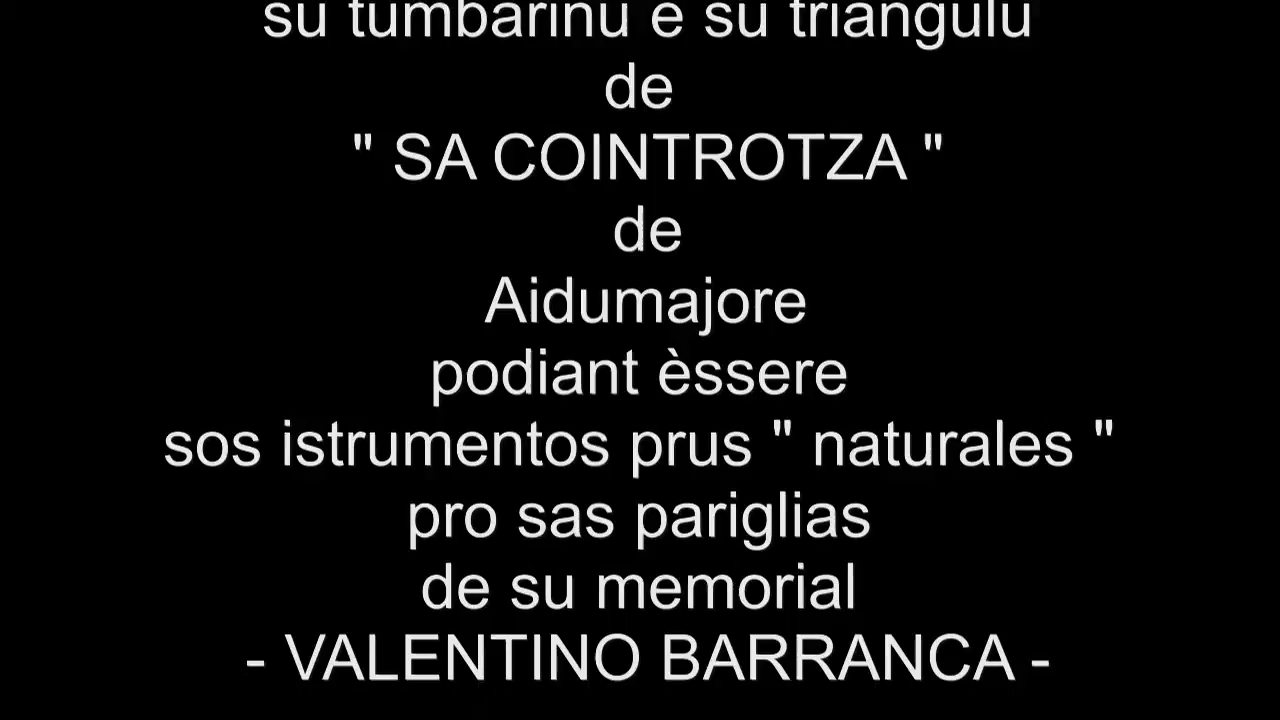 su tumbarinu e su triàngulu
de
" SA COINTROTZA "
de
Aidumajore
podiant èssere
sos istrumentos prus " naturales "
pro sas pariglias
de su memorial
- VALENTINO BARRANCA -